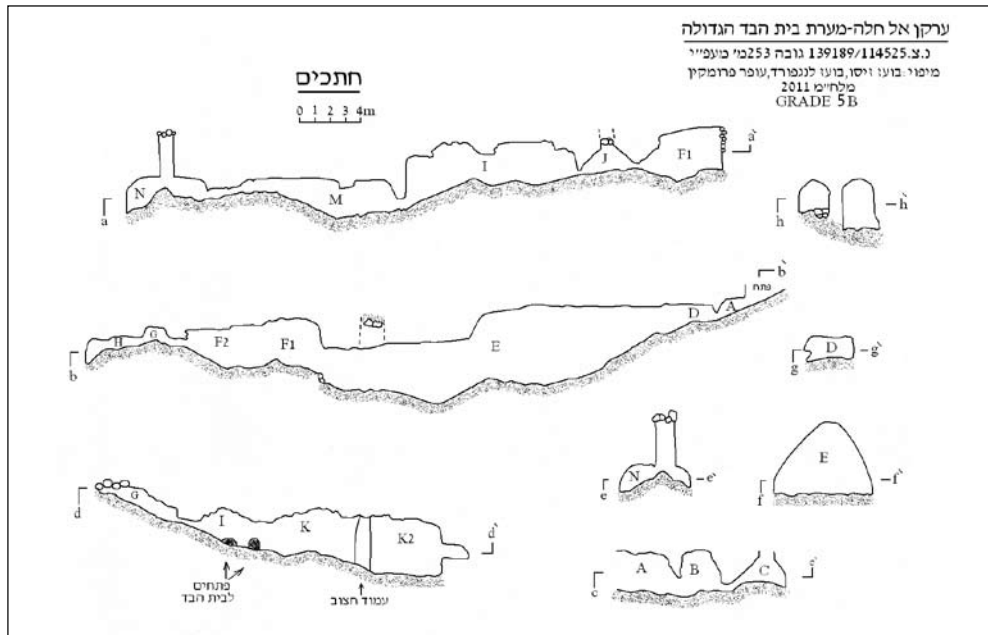 ערקן אל חלה-מערת בית הבד הגדולה
נ.צ. 139189/114525 גובה 253מ' מעפ"י
מיפוי: בועז זיסו, בועז לנגפורד, עופר פרומקין
מלח"מ 2011
GRADE 5B
חתכים
0 1 2 3 4m
N M I J F1
a a'
h h'
b'
פתח
H G F2 F1 E D A
b
D
g g'
N
e e'
E
f f'
d
G I K K2
d'
פתחים
לבית הבד
עמוד חצוב
A B C
c c'